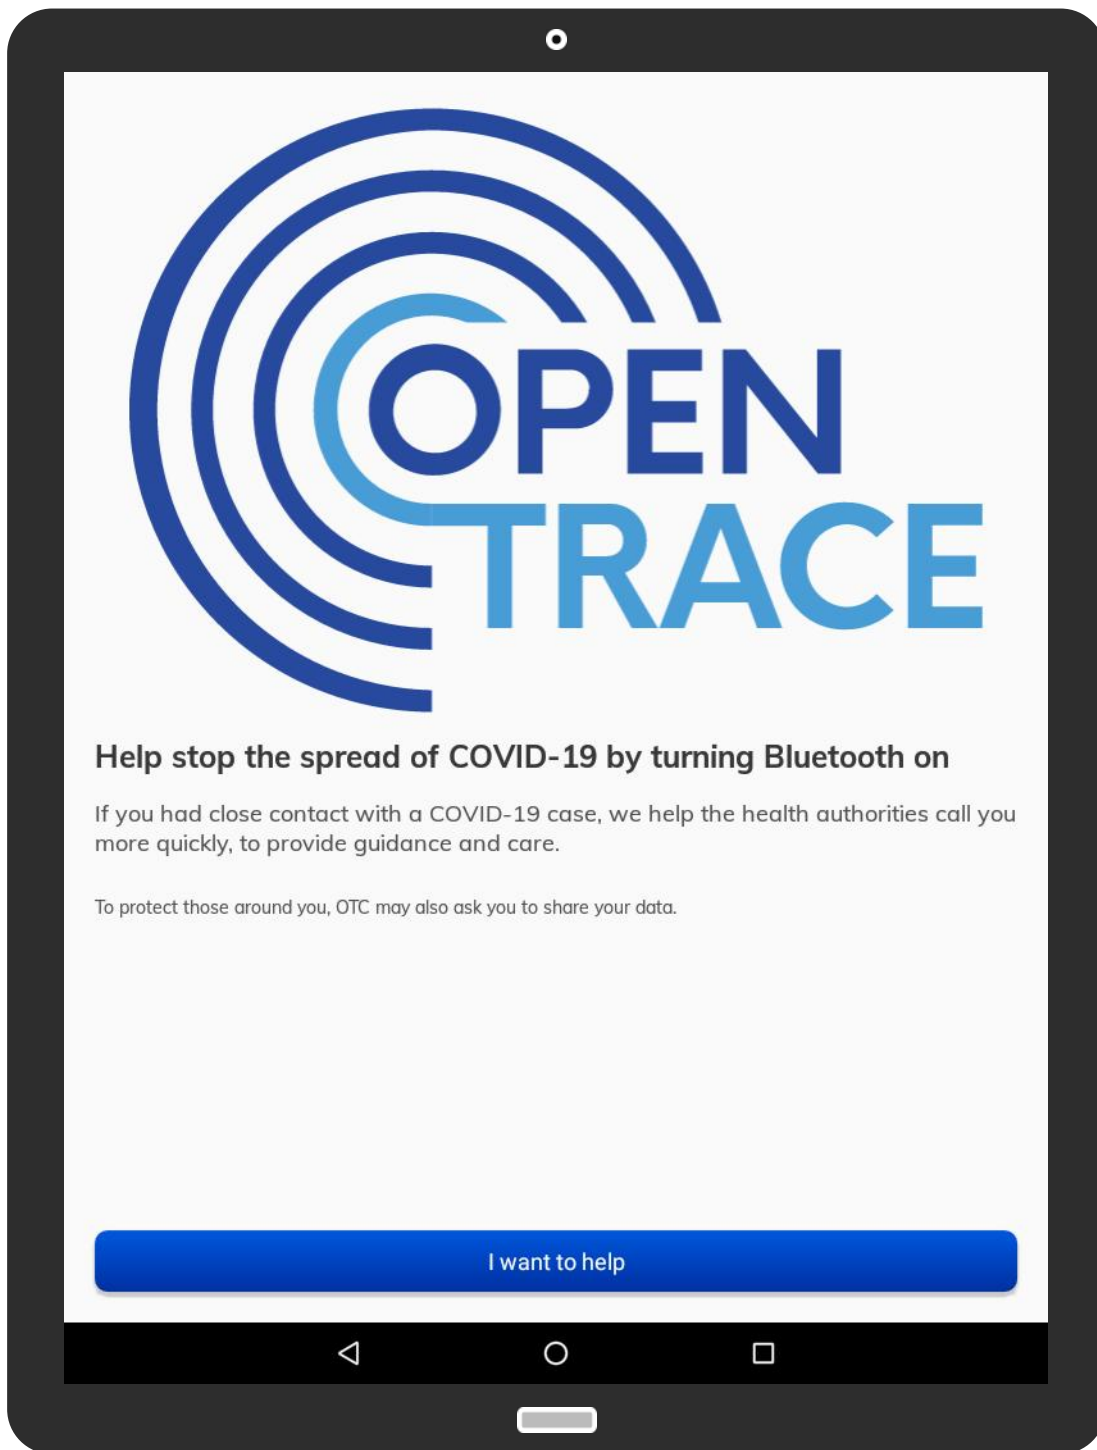 OPEN
TRACE
Help stop the spread of COVID-19 by turning Bluetooth on
If you had close contact with a COVID-19 case, we help the health authorities call you
more quickly, to provide guidance and care.
To protect those around you, OTC may also ask you to share your data.
I want to help